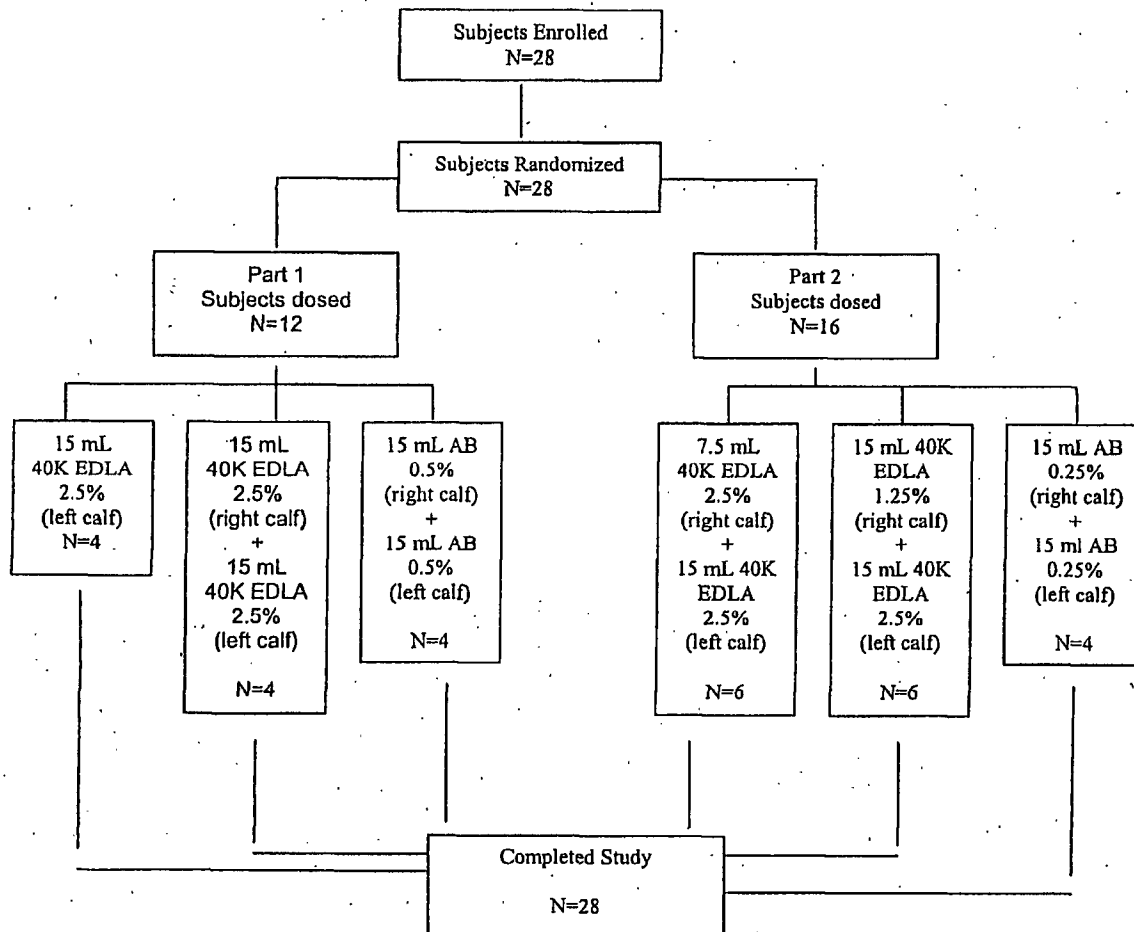 Subjects Enrolled
N=28
Subjects Randomized
N=28
Part 1
Subjects dosed
N=12
Part 2
Subjects dosed
N=16
15 mL
40K EDLA
2.5%
(left calf)
N=4
15 mL
40K EDLA
2.5%
(right calf)
+
15 mL
40K EDLA
2.5%
(left calf)
N=4
15 mL AB
0.5%
(right calf)
+
15 mL AB
0.5%
(left calf)
N=4
7.5 mL
40K EDLA
2.5%
(right calf)
+
15 mL 40K
EDLA
2.5%
(left calf)
N=6
15 mL 40K
EDLA
1.25%
(right calf)
+
15 mL 40K
EDLA
2.5%
(left calf)
N=6
15 mL AB
0.25%
(right calf)
+
15 ml AB
0.25%
(left calf)
N=4
Completed Study
N=28